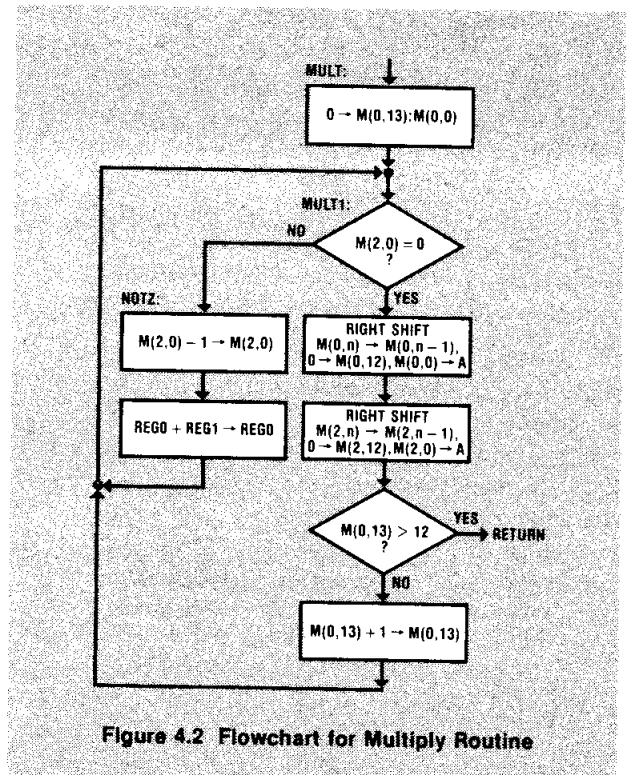 MULT:
0 → M(0,13):M(0,0)
MULT1:
M(2,0) = 0
?
NO
YES
NOTZ:
M(2,0) − 1 → M(2,0)
REG0 + REG1 → REG0
RIGHT SHIFT
M(0,n) → M(0,n−1),
0 → M(0,12), M(0,0) → A
RIGHT SHIFT
M(2,n) → M(2,n−1),
0 → M(2,12), M(2,0) → A
M(0,13) > 12
?
YES
RETURN
NO
M(0,13) + 1 → M(0,13)
Figure 4.2 Flowchart for Multiply Routine